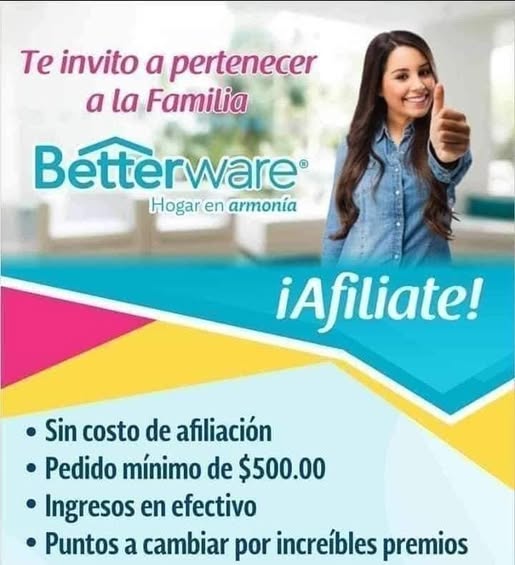 Te invito a pertenecer
a la Familia
Betterware®
Hogar en armonía
¡Afiliate!
• Sin costo de afiliación
• Pedido mínimo de $500.00
• Ingresos en efectivo
• Puntos a cambiar por increíbles premios